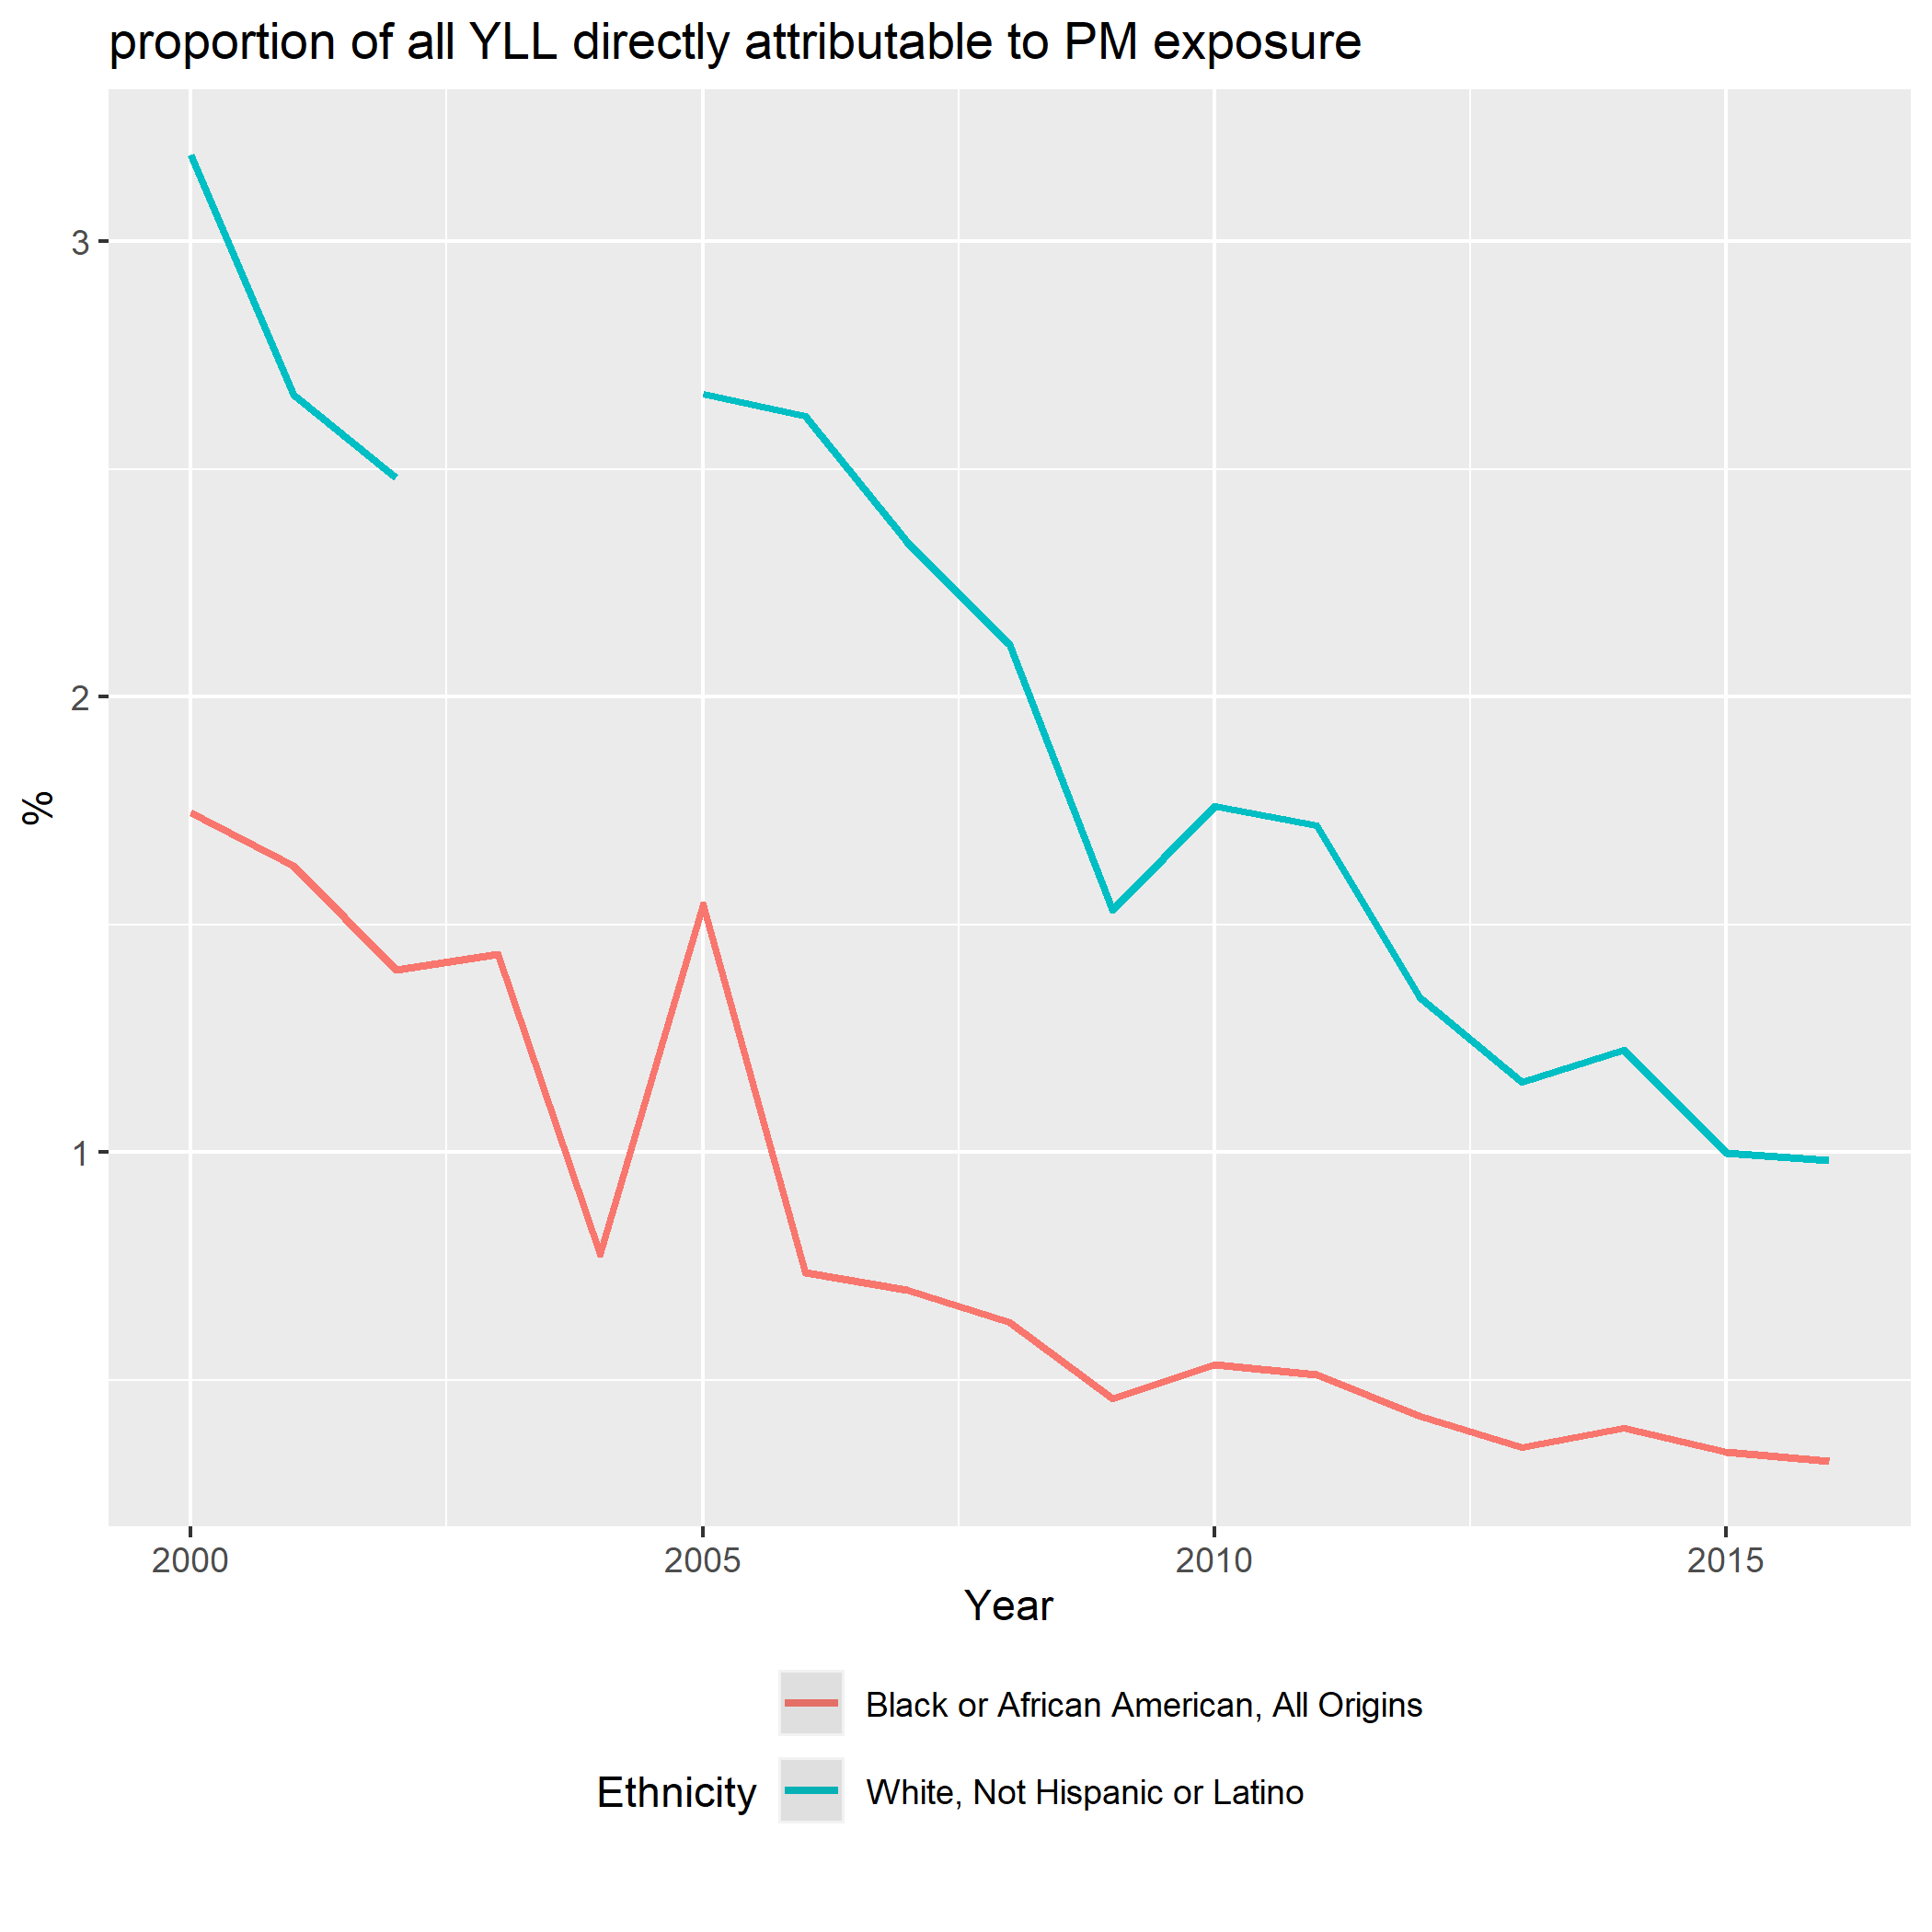 proportion of all YLL directly attributable to PM exposure
3
2
1
%
2000 2005 2010 2015
Year
Ethnicity
Black or African American, All Origins
White, Not Hispanic or Latino